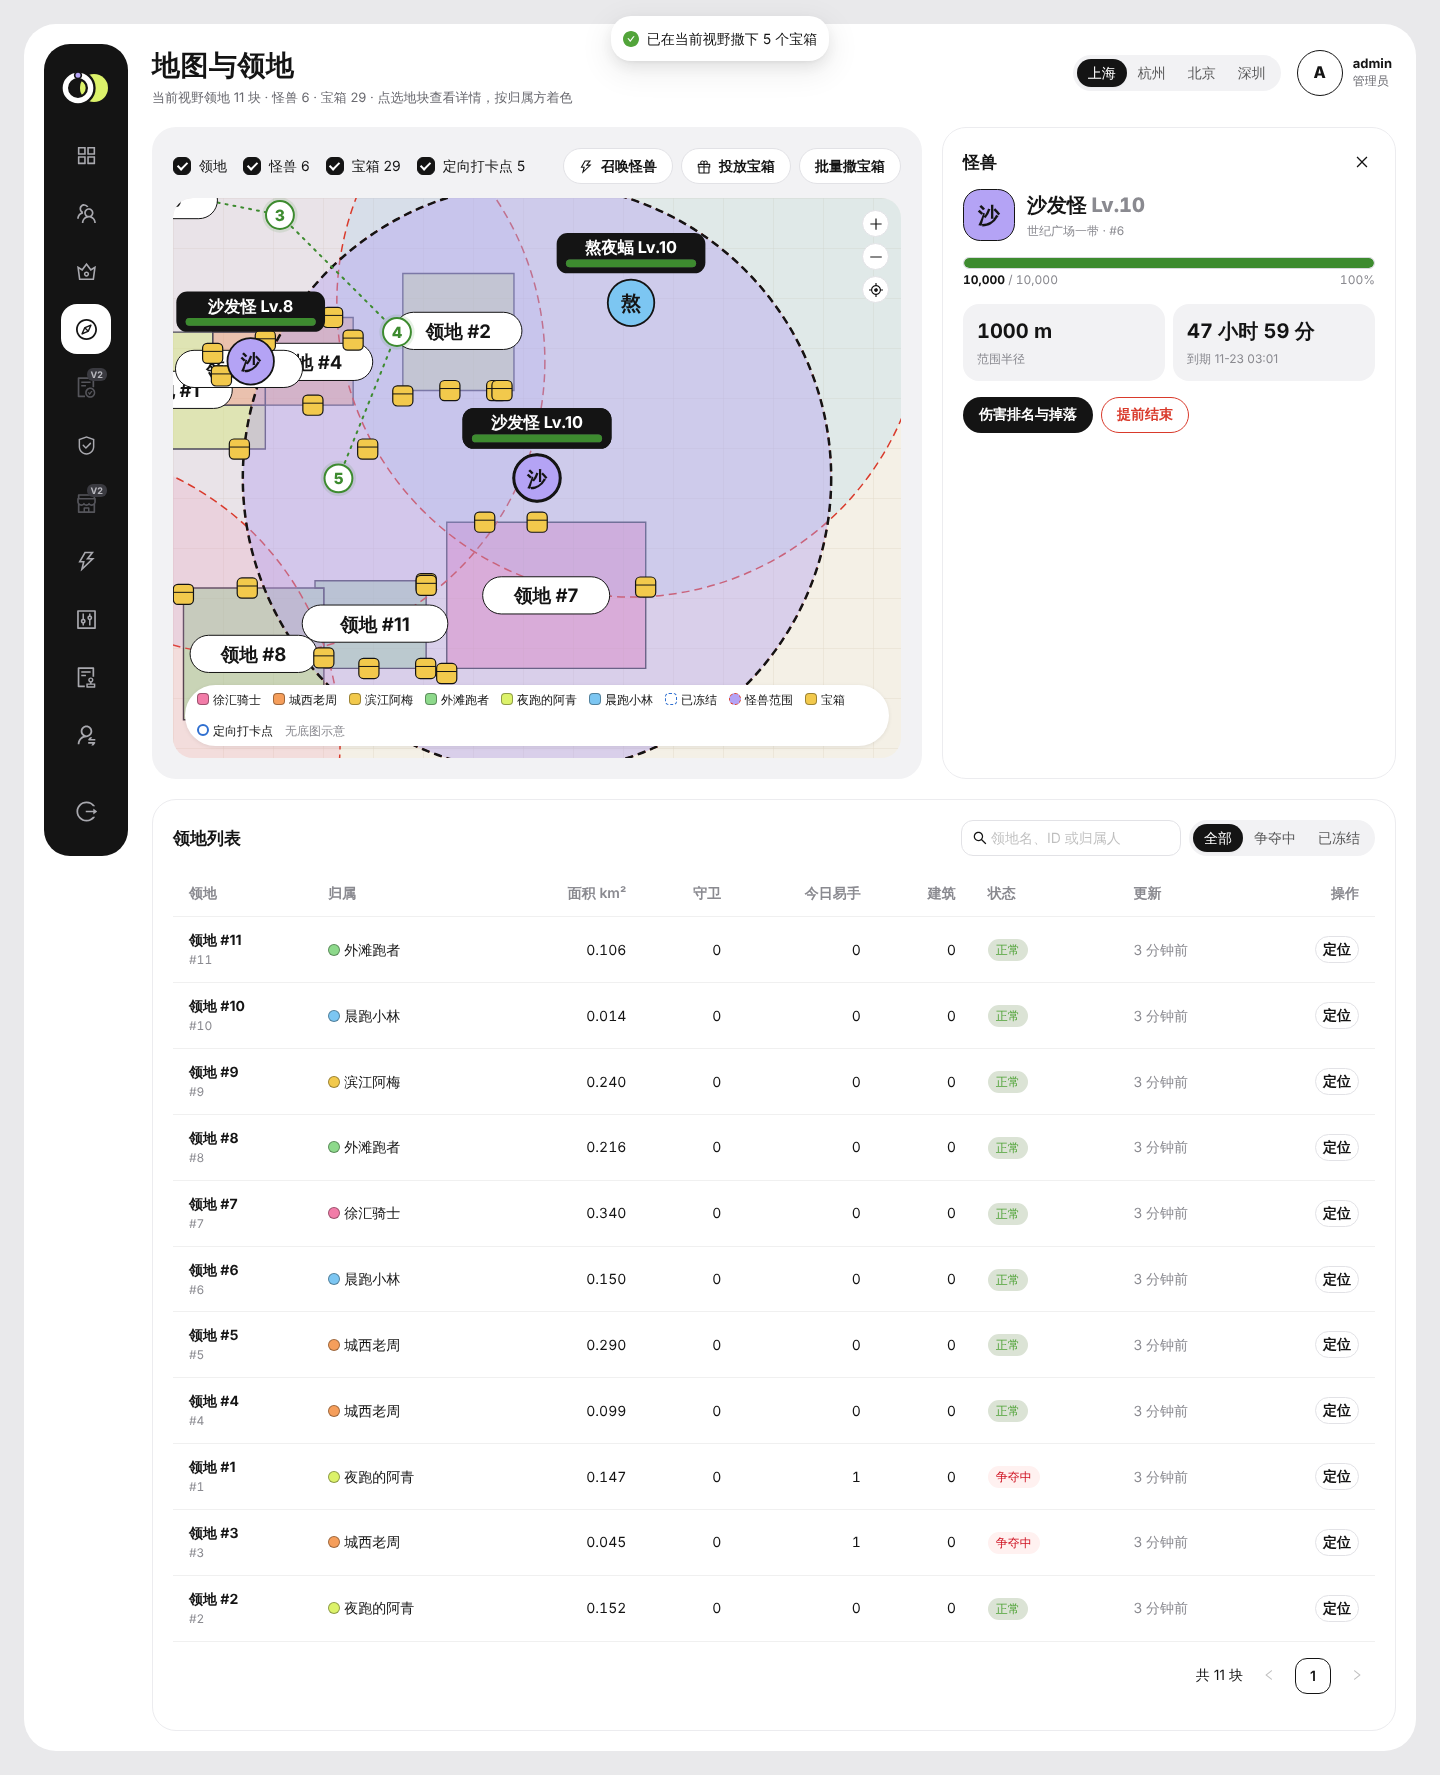 已在当前视野撒下 5 个宝箱
地图与领地
当前视野领地 11 块 · 怪兽 6 · 宝箱 29 · 点选地块查看详情，按归属方着色
上海 杭州 北京 深圳
A
admin
管理员
V2
V2
领地 怪兽 6 宝箱 29 定向打卡点 5
召唤怪兽 投放宝箱 批量撒宝箱
3
熬夜蝠 Lv.10
熬
沙发怪 Lv.8
沙
4
领地 #2
地 #4
#1
沙发怪 Lv.10
沙
5
领地 #7
领地 #11
领地 #8
徐汇骑士 城西老周 滨江阿梅 外滩跑者 夜跑的阿青 晨跑小林 已冻结 怪兽范围 宝箱
定向打卡点 无底图示意
怪兽
沙
沙发怪 Lv.10
世纪广场一带 · #6
10,000 / 10,000 100%
1000 m
范围半径
47 小时 59 分
到期 11-23 03:01
伤害排名与掉落 提前结束
领地列表
领地名、ID 或归属人
全部 争夺中 已冻结
领地 归属 面积 km² 守卫 今日易手 建筑 状态 更新 操作
领地 #11
#11
外滩跑者 0.106 0 0 0 正常 3 分钟前 定位
领地 #10
#10
晨跑小林 0.014 0 0 0 正常 3 分钟前 定位
领地 #9
#9
滨江阿梅 0.240 0 0 0 正常 3 分钟前 定位
领地 #8
#8
外滩跑者 0.216 0 0 0 正常 3 分钟前 定位
领地 #7
#7
徐汇骑士 0.340 0 0 0 正常 3 分钟前 定位
领地 #6
#6
晨跑小林 0.150 0 0 0 正常 3 分钟前 定位
领地 #5
#5
城西老周 0.290 0 0 0 正常 3 分钟前 定位
领地 #4
#4
城西老周 0.099 0 0 0 正常 3 分钟前 定位
领地 #1
#1
夜跑的阿青 0.147 0 1 0 争夺中 3 分钟前 定位
领地 #3
#3
城西老周 0.045 0 1 0 争夺中 3 分钟前 定位
领地 #2
#2
夜跑的阿青 0.152 0 0 0 正常 3 分钟前 定位
共 11 块 1